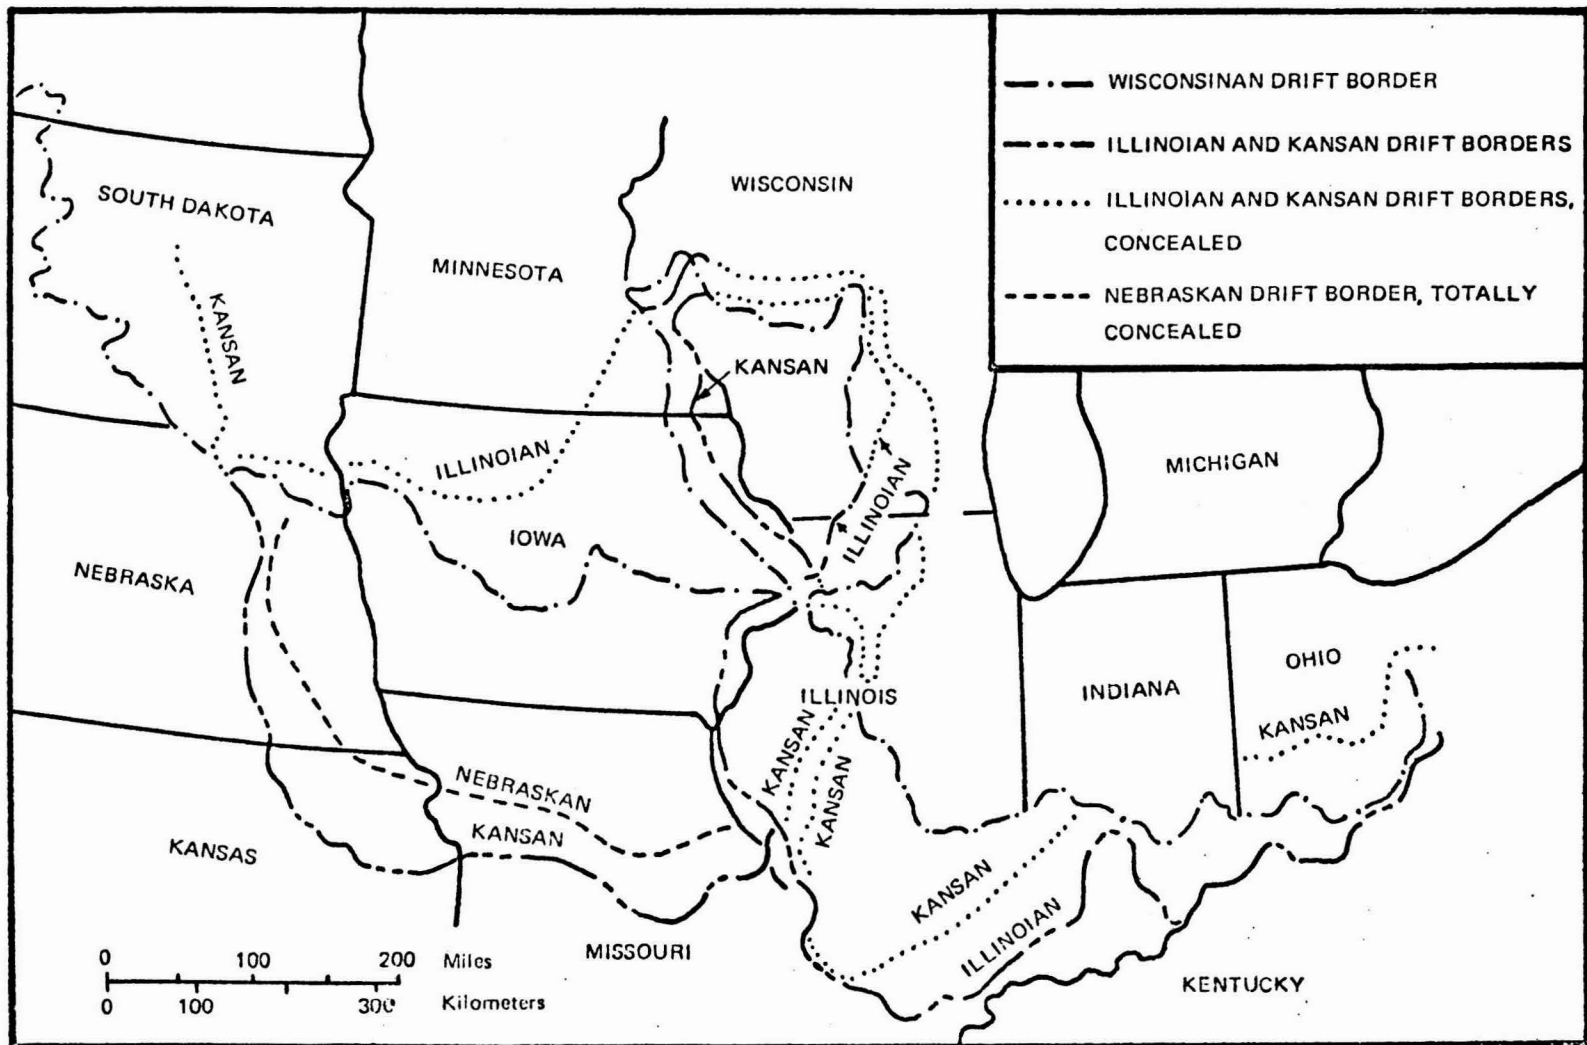 WISCONSINAN DRIFT BORDER
ILLINOIAN AND KANSAN DRIFT BORDERS
ILLINOIAN AND KANSAN DRIFT BORDERS,
CONCEALED
NEBRASKAN DRIFT BORDER, TOTALLY
CONCEALED
WISCONSIN
SOUTH DAKOTA
MINNESOTA
KANSAN
KANSAN
ILLINOIAN
MICHIGAN
ILLINOIAN
IOWA
NEBRASKA
OHIO
ILLINOIS
INDIANA
KANSAN
KANSAN
NEBRASKAN
KANSAN
KANSAN
KANSAS
KANSAN
ILLINOIAN
MISSOURI
KENTUCKY
0 100 200 Miles
0 100 300 Kilometers